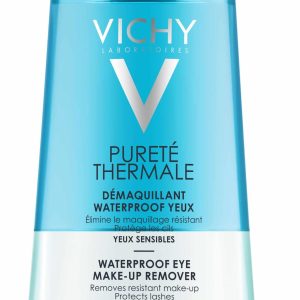 VICHY
LABORATOIRES
V
PURETÉ
THERMALE
DÉMAQUILLANT
WATERPROOF YEUX
Élimine le maquillage résistant
Protège les cils
YEUX SENSIBLES
WATERPROOF EYE
MAKE-UP REMOVER
Removes resistant make-up
Protects lashes